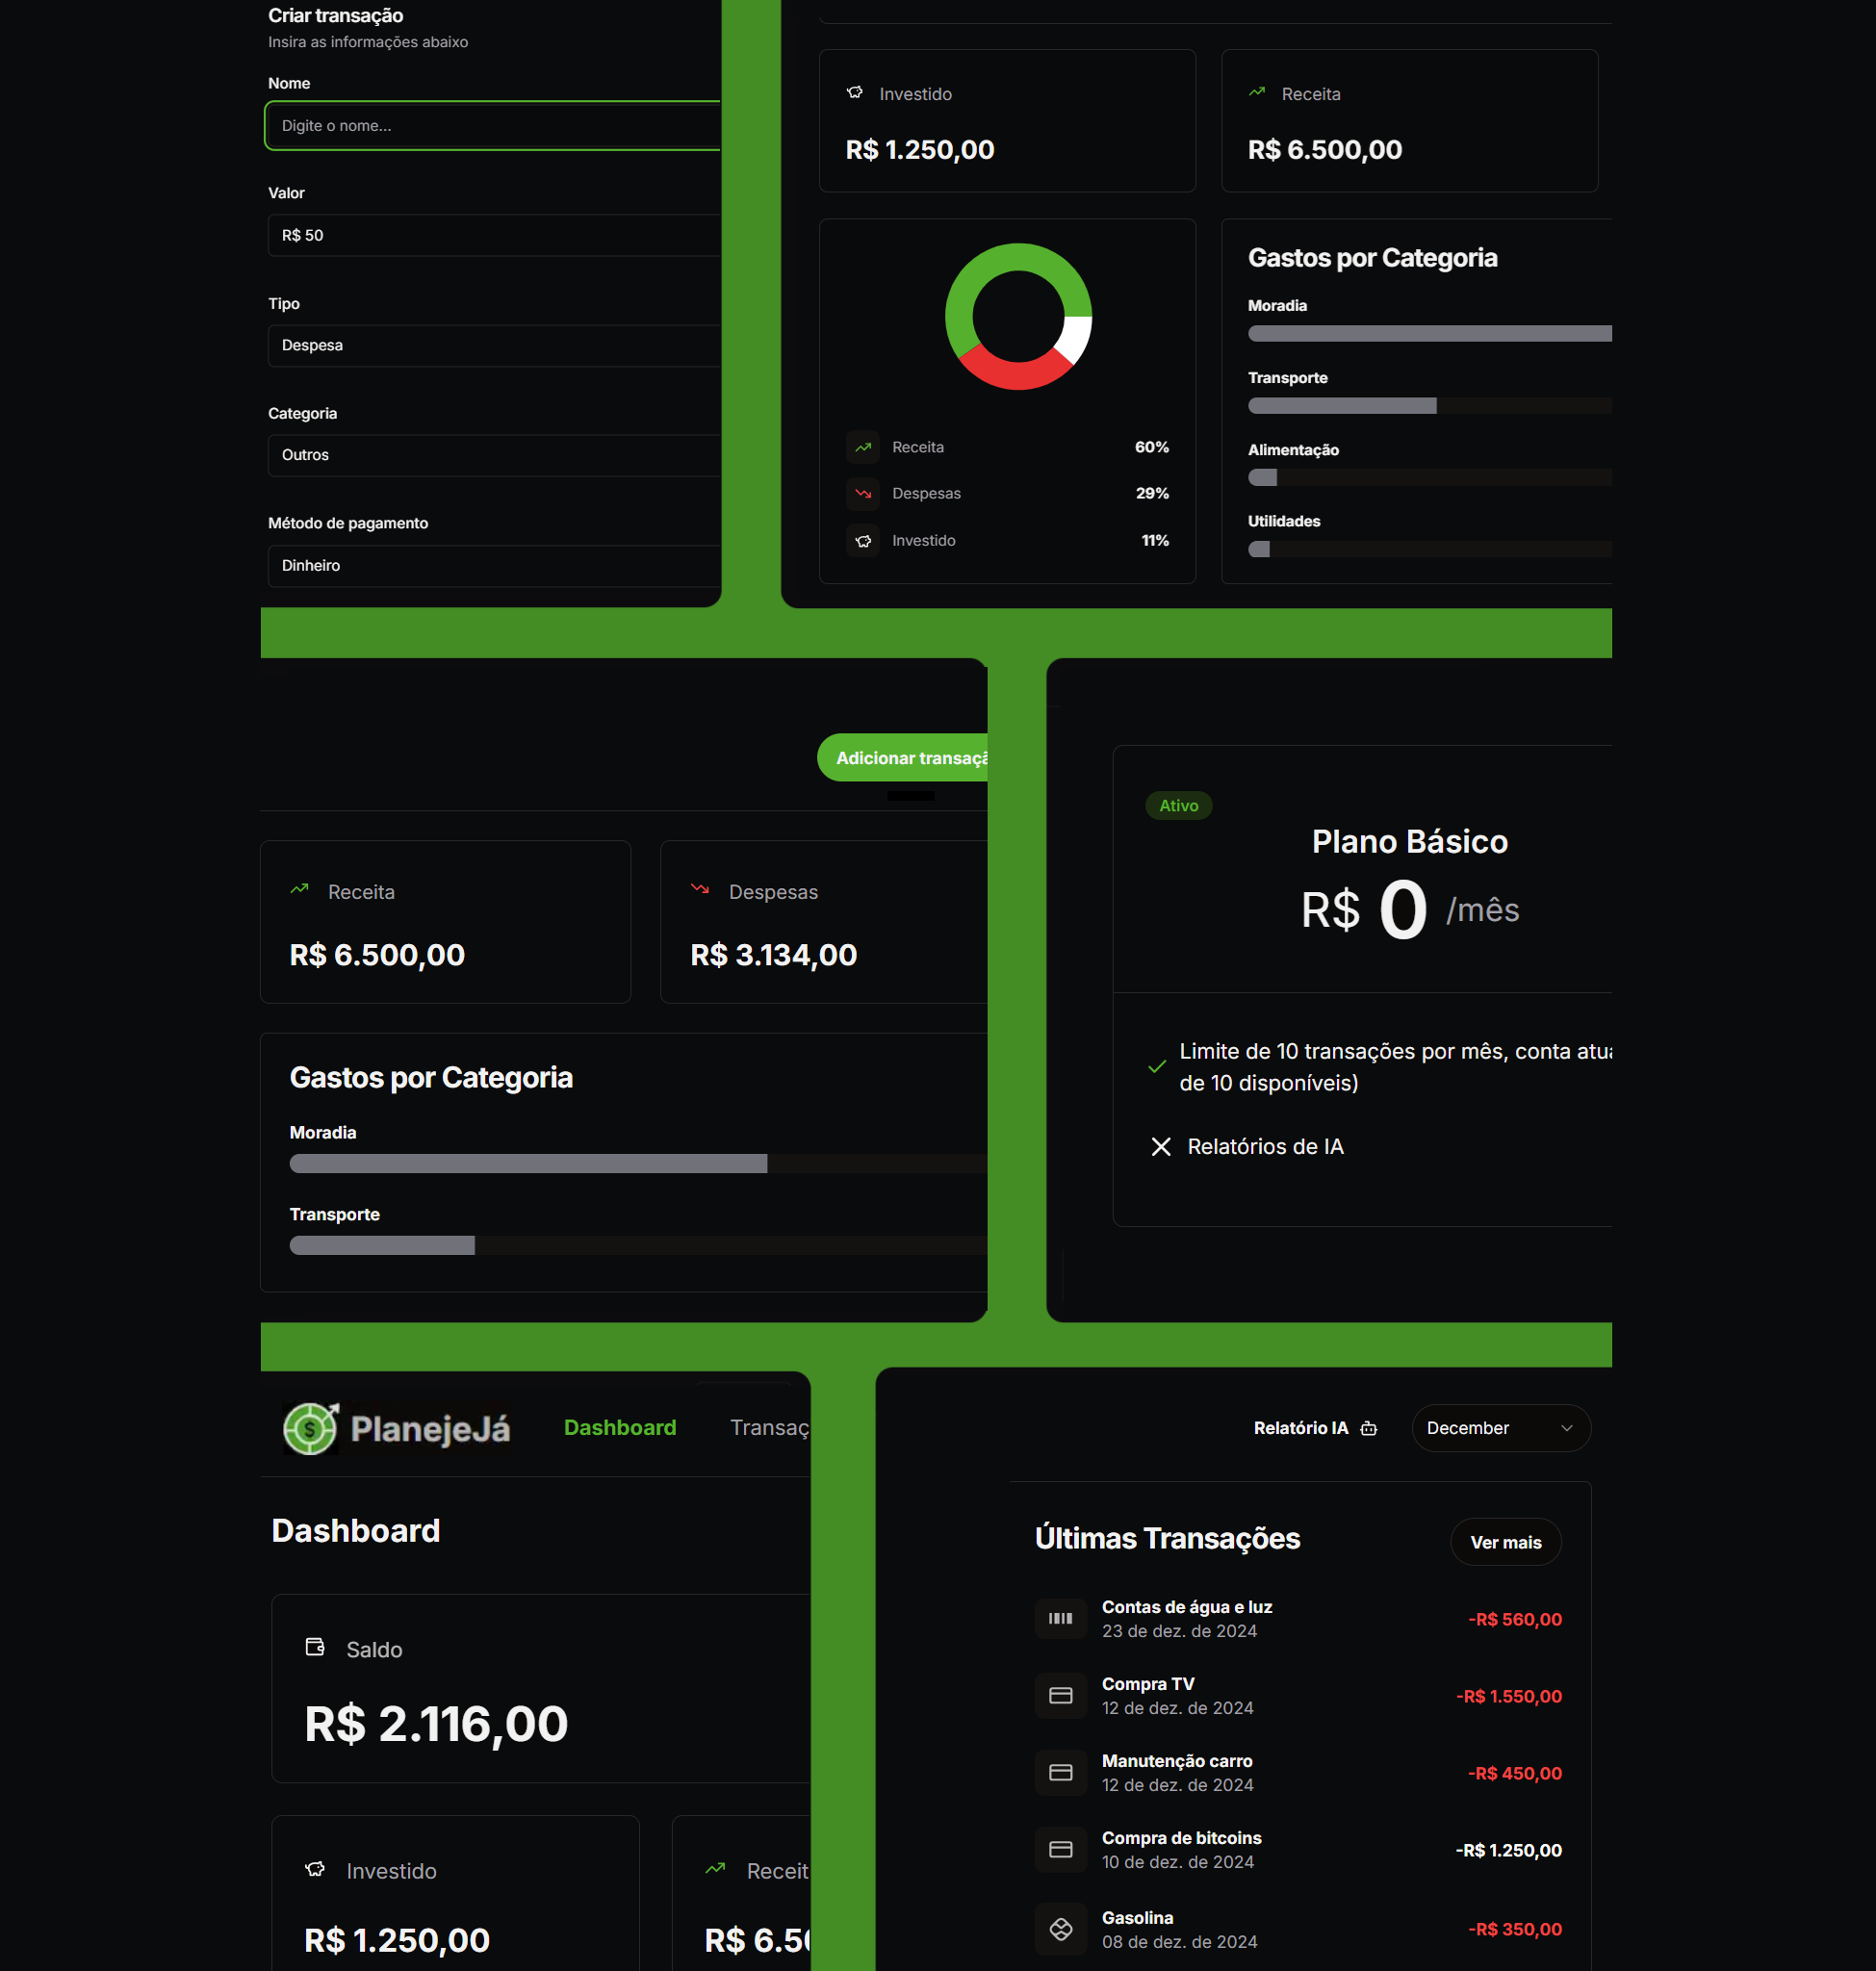 Criar transação
Insira as informações abaixo
Nome
Digite o nome...
Valor
R$ 50
Tipo
Despesa
Categoria
Outros
Método de pagamento
Dinheiro
Investido
R$ 1.250,00
Receita
R$ 6.500,00
Receita 60%
Despesas 29%
Investido 11%
Gastos por Categoria
Moradia
Transporte
Alimentação
Utilidades
Adicionar transaçã
Receita
R$ 6.500,00
Despesas
R$ 3.134,00
Gastos por Categoria
Moradia
Transporte
Ativo
Plano Básico
R$ 0 /mês
Limite de 10 transações por mês, conta atua
de 10 disponíveis)
Relatórios de IA
PlanejeJá Dashboard Transaç
Dashboard
Saldo
R$ 2.116,00
Investido
R$ 1.250,00
Receit
R$ 6.50
Relatório IA December
Últimas Transações Ver mais
Contas de água e luz
23 de dez. de 2024
-R$ 560,00
Compra TV
12 de dez. de 2024
-R$ 1.550,00
Manutenção carro
12 de dez. de 2024
-R$ 450,00
Compra de bitcoins
10 de dez. de 2024
-R$ 1.250,00
Gasolina
08 de dez. de 2024
-R$ 350,00